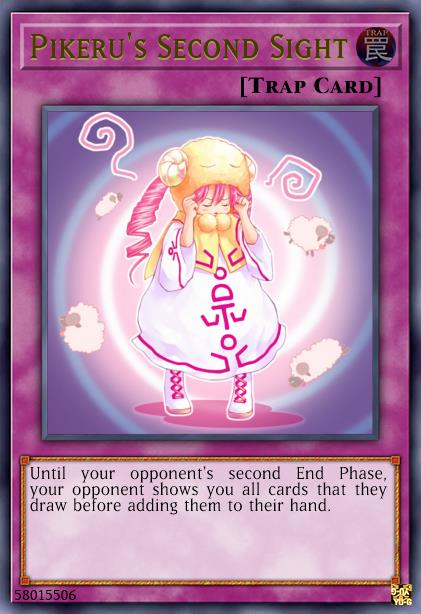 Pikeru's Second Sight
TRAP
罠
[Trap Card]
Until your opponent's second End Phase,
your opponent shows you all cards that they
draw before adding them to their hand.
58015506